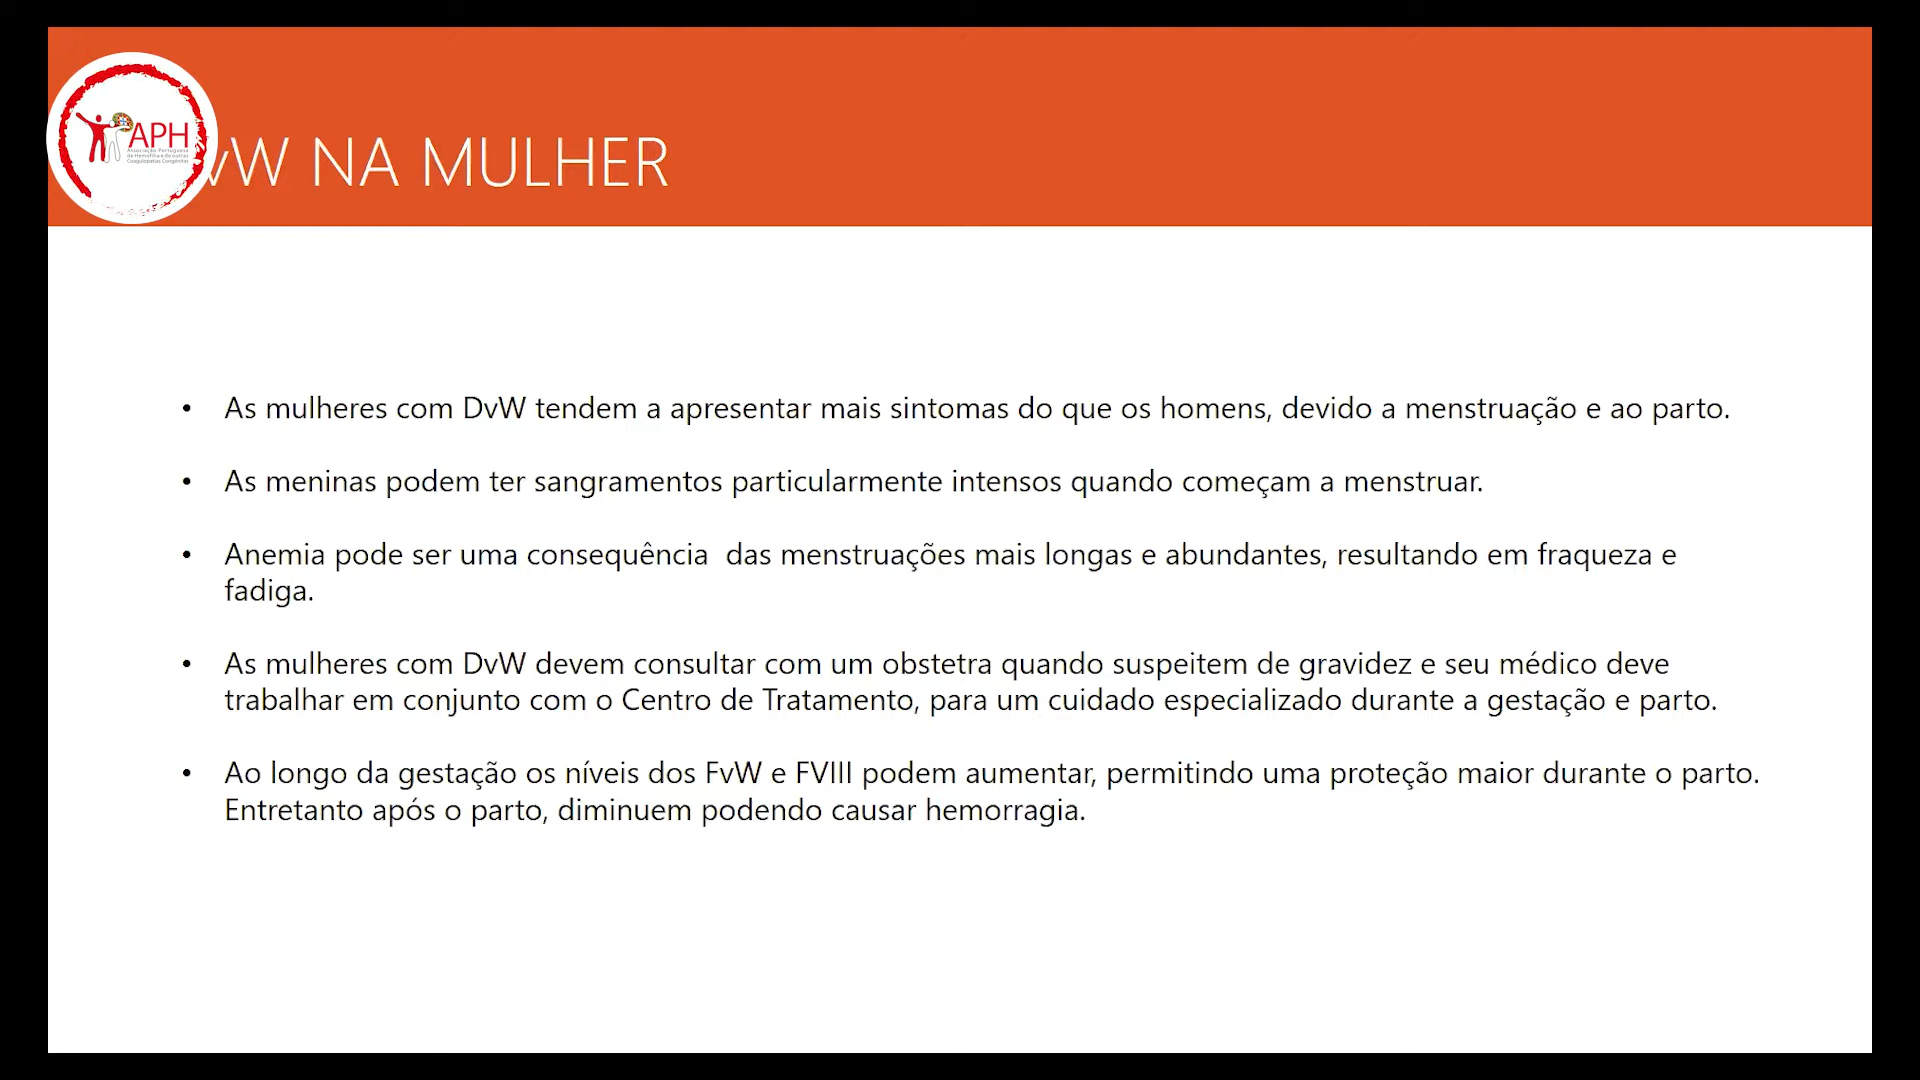 APH
Associação Portuguesa
de Hemofilia e de outras
Coagulopatias Congénitas
vW NA MULHER
• As mulheres com DvW tendem a apresentar mais sintomas do que os homens, devido a menstruação e ao parto.
• As meninas podem ter sangramentos particularmente intensos quando começam a menstruar.
• Anemia pode ser uma consequência  das menstruações mais longas e abundantes, resultando em fraqueza e
fadiga.
• As mulheres com DvW devem consultar com um obstetra quando suspeitem de gravidez e seu médico deve
trabalhar em conjunto com o Centro de Tratamento, para um cuidado especializado durante a gestação e parto.
• Ao longo da gestação os níveis dos FvW e FVIII podem aumentar, permitindo uma proteção maior durante o parto.
Entretanto após o parto, diminuem podendo causar hemorragia.